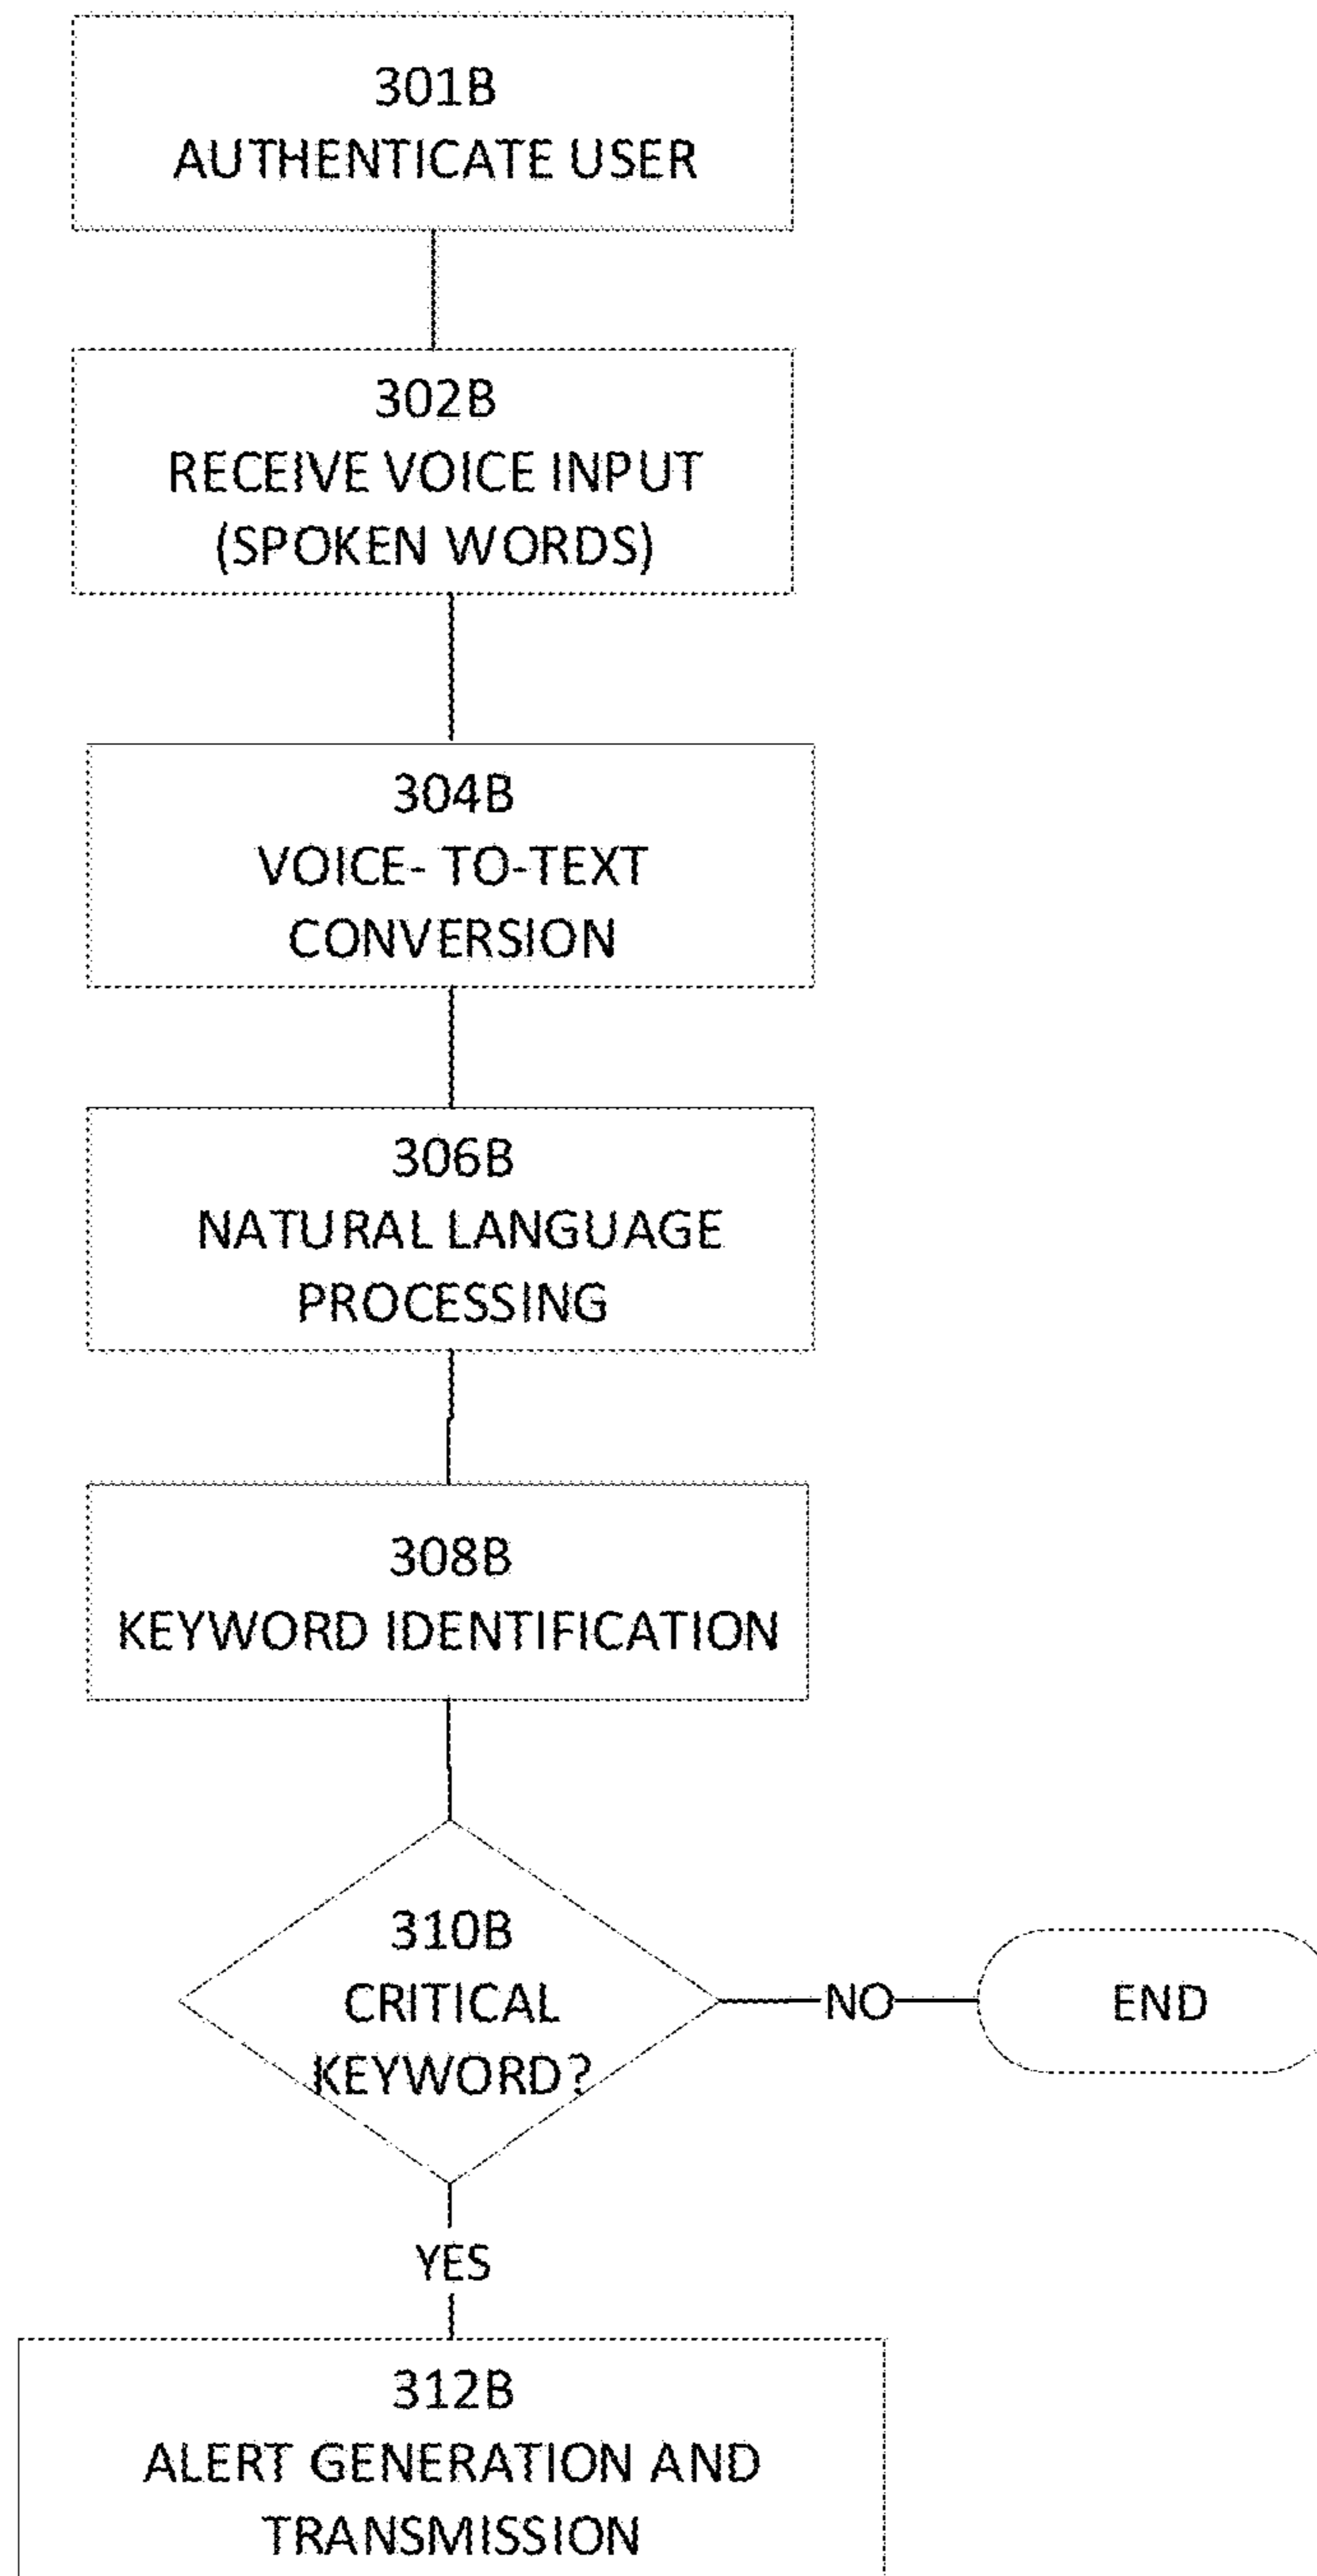 301B
AUTHENTICATE USER
302B
RECEIVE VOICE INPUT
(SPOKEN WORDS)
304B
VOICE- TO-TEXT
CONVERSION
306B
NATURAL LANGUAGE
PROCESSING
308B
KEYWORD IDENTIFICATION
310B
CRITICAL
KEYWORD?
NO
END
YES
312B
ALERT GENERATION AND
TRANSMISSION